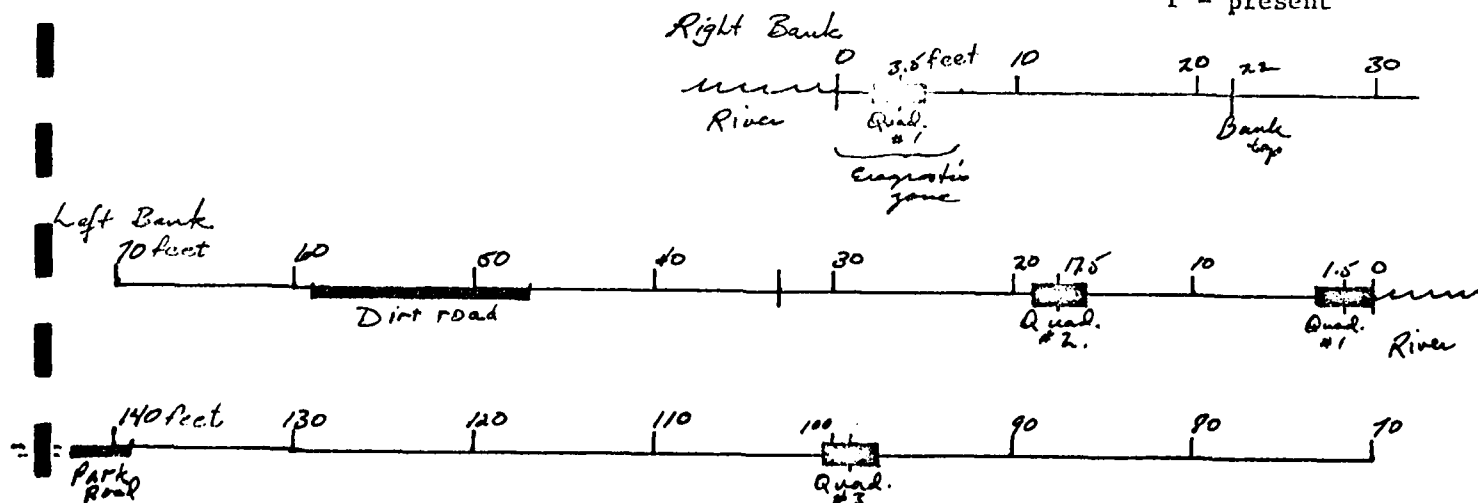 - present
Right Bank
0 3.5 feet 10 20 22 30
River
Quad. #1
Bank top
Eragrostis zone
Left Bank
70 feet 60 50 40 30 20 17.5 10 1.5 0
Dirt road
Quad. #2.
Quad. #1
River
140 feet 130 120 110 100 90 80 70
Park Road
Quad. #3